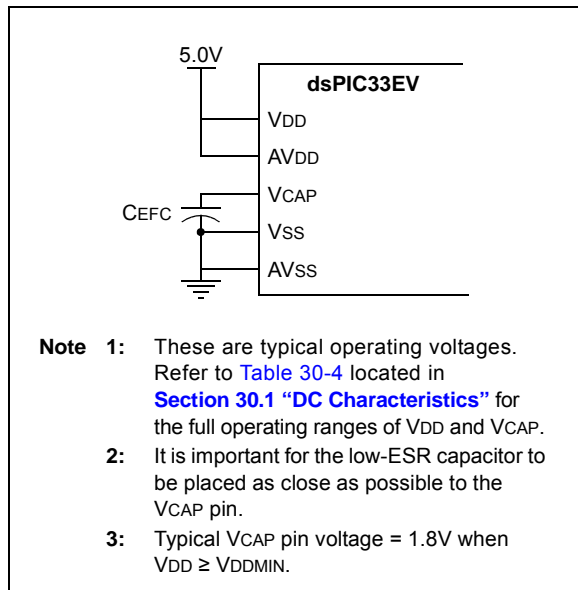 5.0V
dsPIC33EV
VDD
AVDD
VCAP
CEFC
VSS
AVSS
Note 1: These are typical operating voltages.
Refer to Table 30-4 located in
Section 30.1 “DC Characteristics” for
the full operating ranges of VDD and VCAP.
2: It is important for the low-ESR capacitor to
be placed as close as possible to the
VCAP pin.
3: Typical VCAP pin voltage = 1.8V when
VDD ≥ VDDMIN.